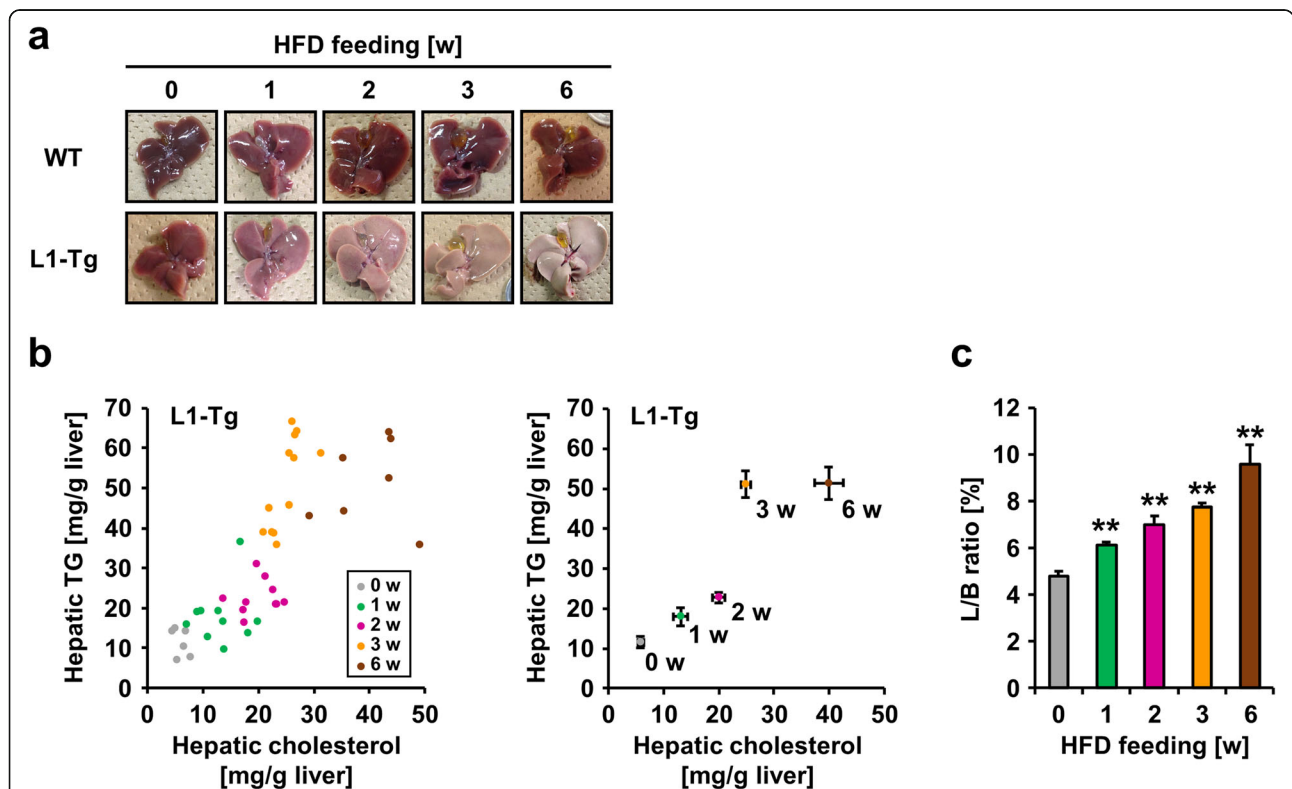 a
HFD feeding [w]
0 1 2 3 6
WT
L1-Tg
b
L1-Tg
Hepatic TG [mg/g liver]
70
60
50
40
30
20
10
0
0 w
1 w
2 w
3 w
6 w
0 10 20 30 40 50
Hepatic cholesterol
[mg/g liver]
L1-Tg
Hepatic TG [mg/g liver]
70
60
50
40
30
20
10
0
3 w
6 w
2 w
1 w
0 w
0 10 20 30 40 50
Hepatic cholesterol
[mg/g liver]
c
L/B ratio [%]
12
10
8
6
4
2
0
** ** ** **
0 1 2 3 6
HFD feeding [w]